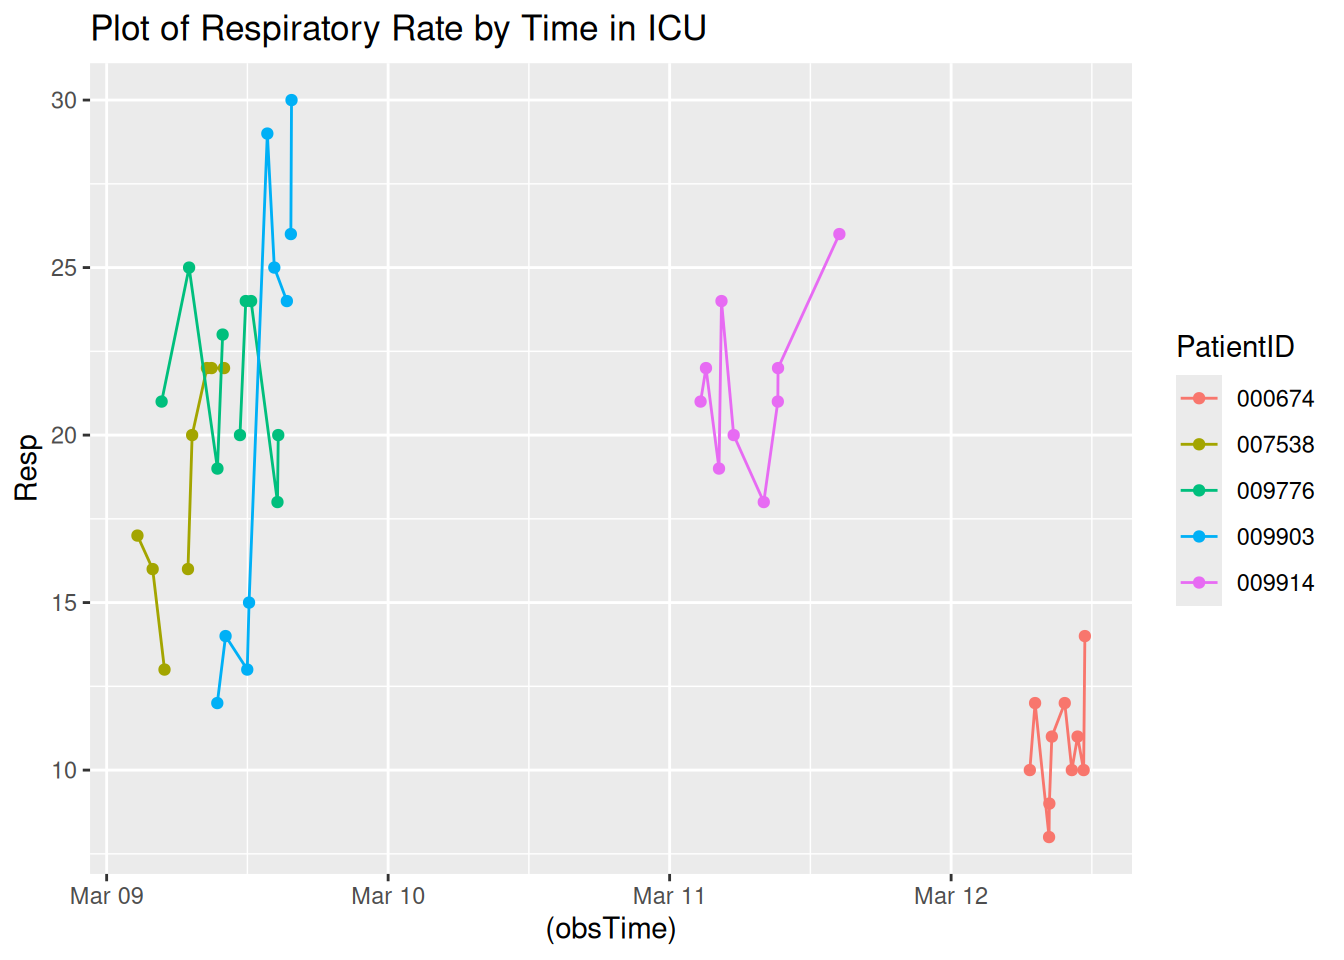 Plot of Respiratory Rate by Time in ICU
30
25
20
15
10
Resp
Mar 09
Mar 10
Mar 11
Mar 12
(obsTime)
PatientID
000674
007538
009776
009903
009914